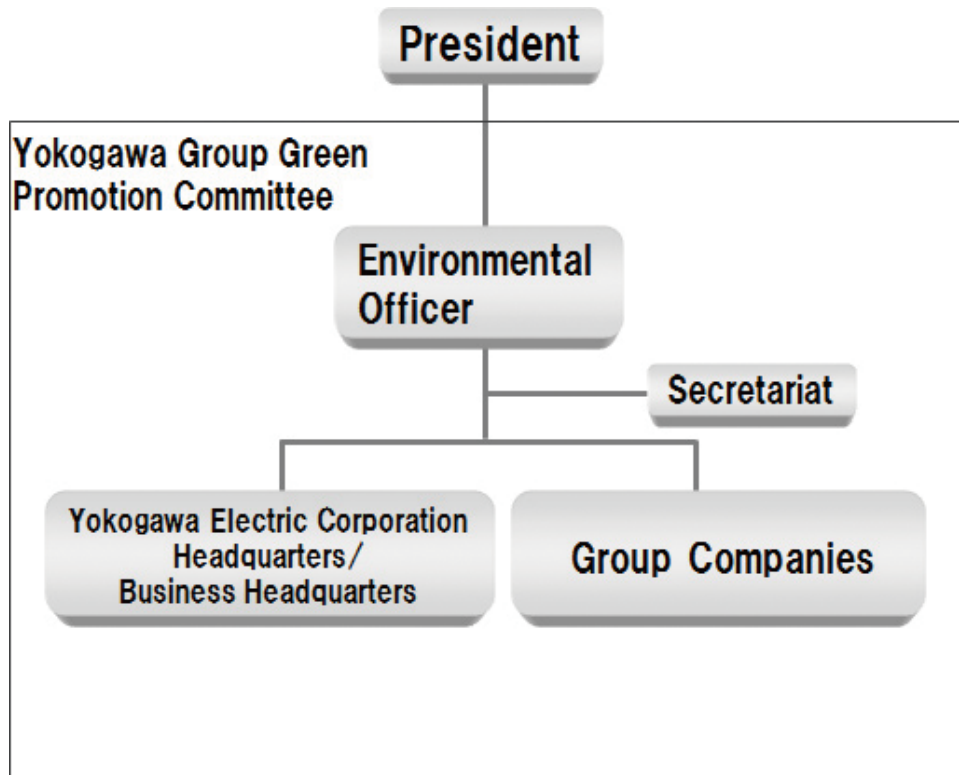 President
Yokogawa Group Green
Promotion Committee
Environmental
Officer
Secretariat
Yokogawa Electric Corporation
Headquarters/
Business Headquarters
Group Companies